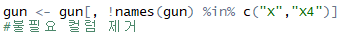 gun <- gun[, !names(gun) %in% c("x","x4")]
#불필요 컬럼 제거